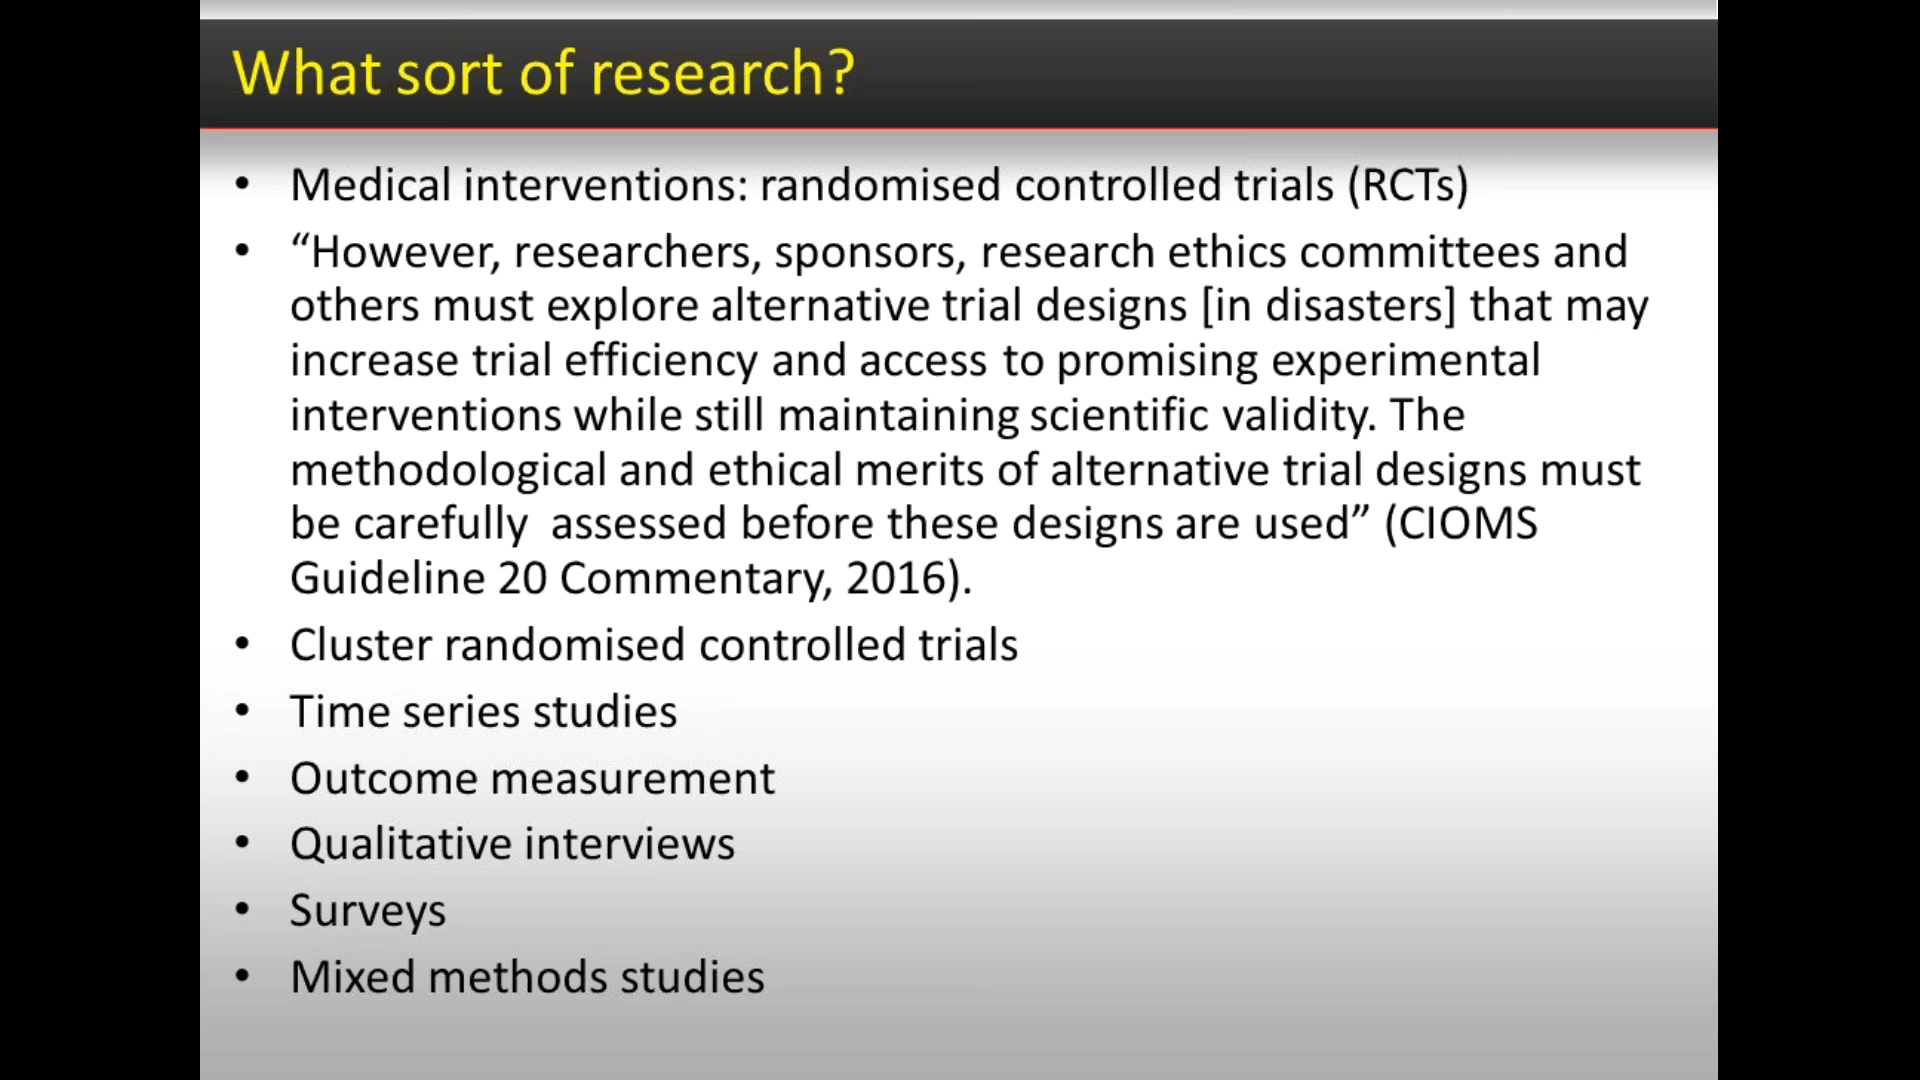 What sort of research?
• Medical interventions: randomised controlled trials (RCTs)
• “However, researchers, sponsors, research ethics committees and
others must explore alternative trial designs [in disasters] that may
increase trial efficiency and access to promising experimental
interventions while still maintaining scientific validity. The
methodological and ethical merits of alternative trial designs must
be carefully  assessed before these designs are used” (CIOMS
Guideline 20 Commentary, 2016).
• Cluster randomised controlled trials
• Time series studies
• Outcome measurement
• Qualitative interviews
• Surveys
• Mixed methods studies